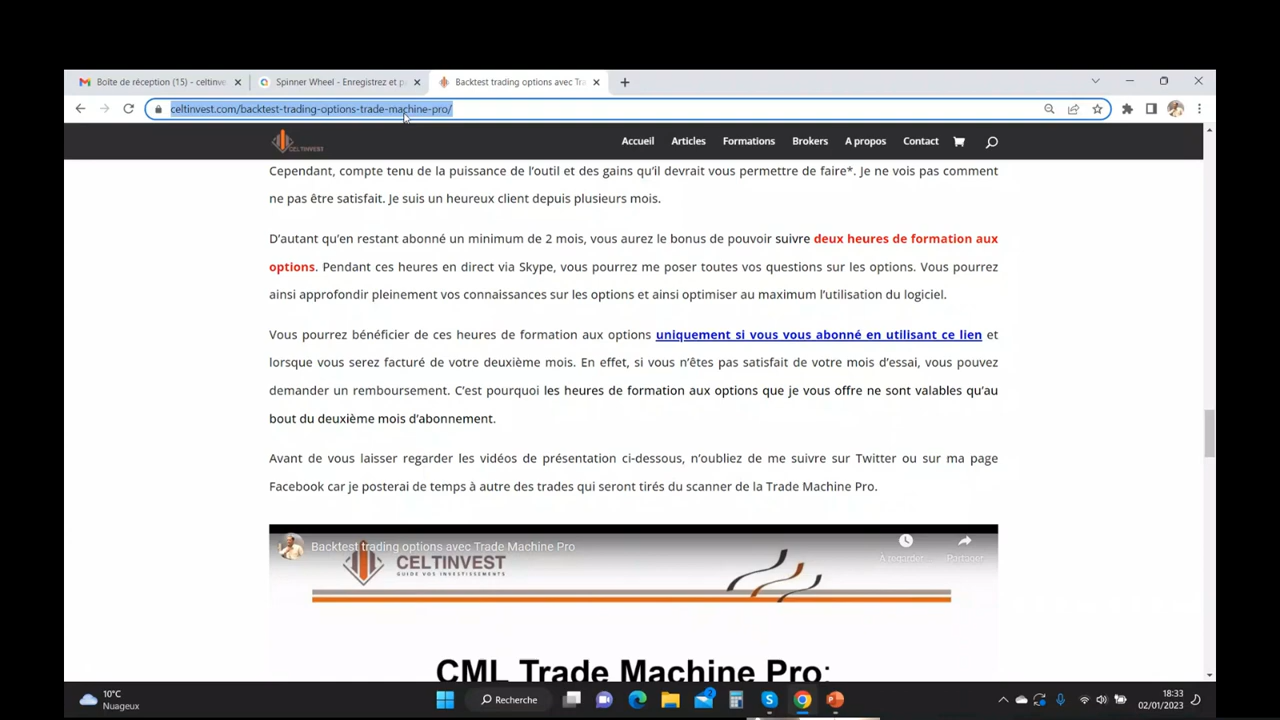 Boîte de réception (15) – celtinve
Spinner Wheel - Enregistrez et p
Backtest trading options avec Tra
celtinvest.com/backtest-trading-options-trade-machine-pro/
CELTINVEST
Accueil Articles Formations Brokers A propos Contact
Cependant, compte tenu de la puissance de l'outil et des gains qu'il devrait vous permettre de faire*. Je ne vois pas comment
ne pas être satisfait. Je suis un heureux client depuis plusieurs mois.
D'autant qu'en restant abonné un minimum de 2 mois, vous aurez le bonus de pouvoir suivre deux heures de formation aux
options. Pendant ces heures en direct via Skype, vous pourrez me poser toutes vos questions sur les options. Vous pourrez
ainsi approfondir pleinement vos connaissances sur les options et ainsi optimiser au maximum l'utilisation du logiciel.
Vous pourrez bénéficier de ces heures de formation aux options uniquement si vous vous abonné en utilisant ce lien et
lorsque vous serez facturé de votre deuxième mois. En effet, si vous n'êtes pas satisfait de votre mois d'essai, vous pouvez
demander un remboursement. C'est pourquoi les heures de formation aux options que je vous offre ne sont valables qu'au
bout du deuxième mois d'abonnement.
Avant de vous laisser regarder les vidéos de présentation ci-dessous, n'oubliez de me suivre sur Twitter ou sur ma page
Facebook car je posterai de temps à autre des trades qui seront tirés du scanner de la Trade Machine Pro.
Backtest trading options avec Trade Machine Pro
CELTINVEST
GUIDE VOS INVESTISSEMENTS
À regarder... Partager
CML Trade Machine Pro:
10°C
Nuageux
Recherche
18:33
02/01/2023